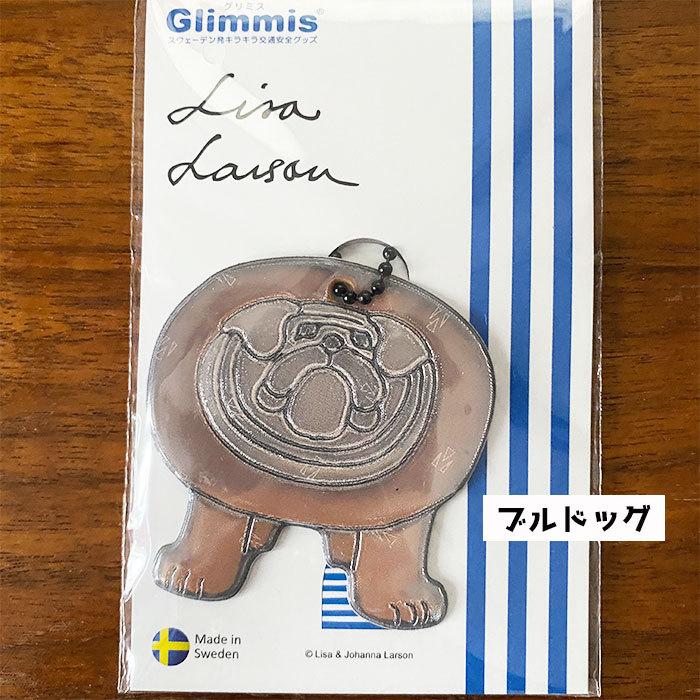 グリミス
Glimmis®
スウェーデン発キラキラ交通安全グッズ
Lisa
Larson
ブルドッグ
Made in
Sweden
© Lisa & Johanna Larson